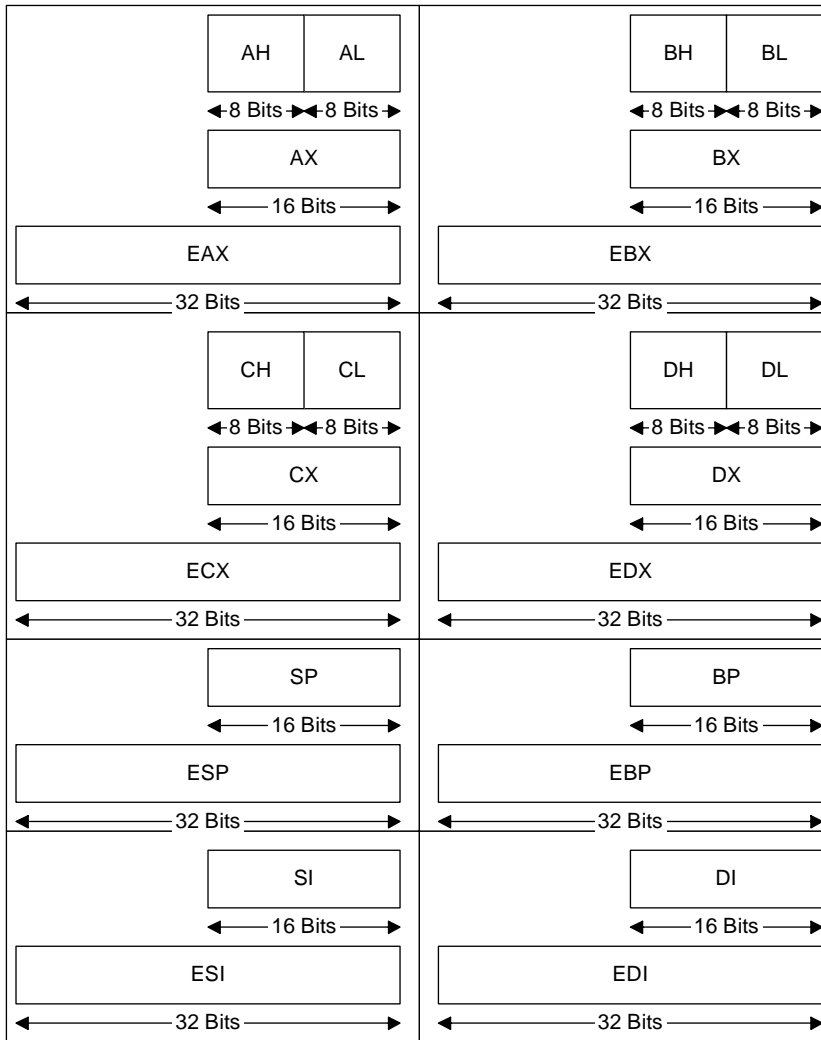 AH AL
8 Bits 8 Bits
AX
16 Bits
EAX
32 Bits
BH BL
8 Bits 8 Bits
BX
16 Bits
EBX
32 Bits
CH CL
8 Bits 8 Bits
CX
16 Bits
ECX
32 Bits
DH DL
8 Bits 8 Bits
DX
16 Bits
EDX
32 Bits
SP
16 Bits
ESP
32 Bits
BP
16 Bits
EBP
32 Bits
SI
16 Bits
ESI
32 Bits
DI
16 Bits
EDI
32 Bits